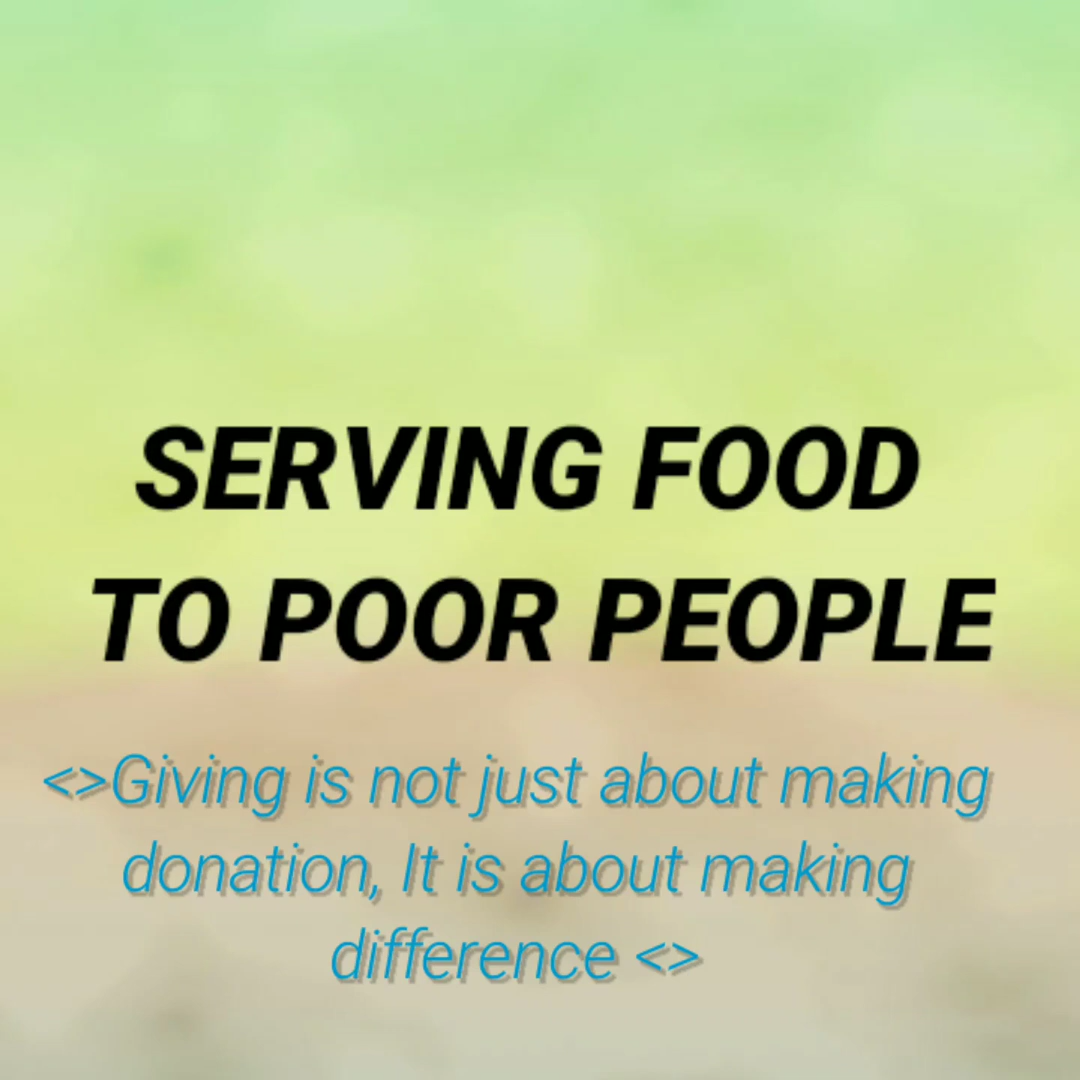 SERVING FOOD
TO POOR PEOPLE
<>Giving is not just about making
donation, It is about making
difference <>